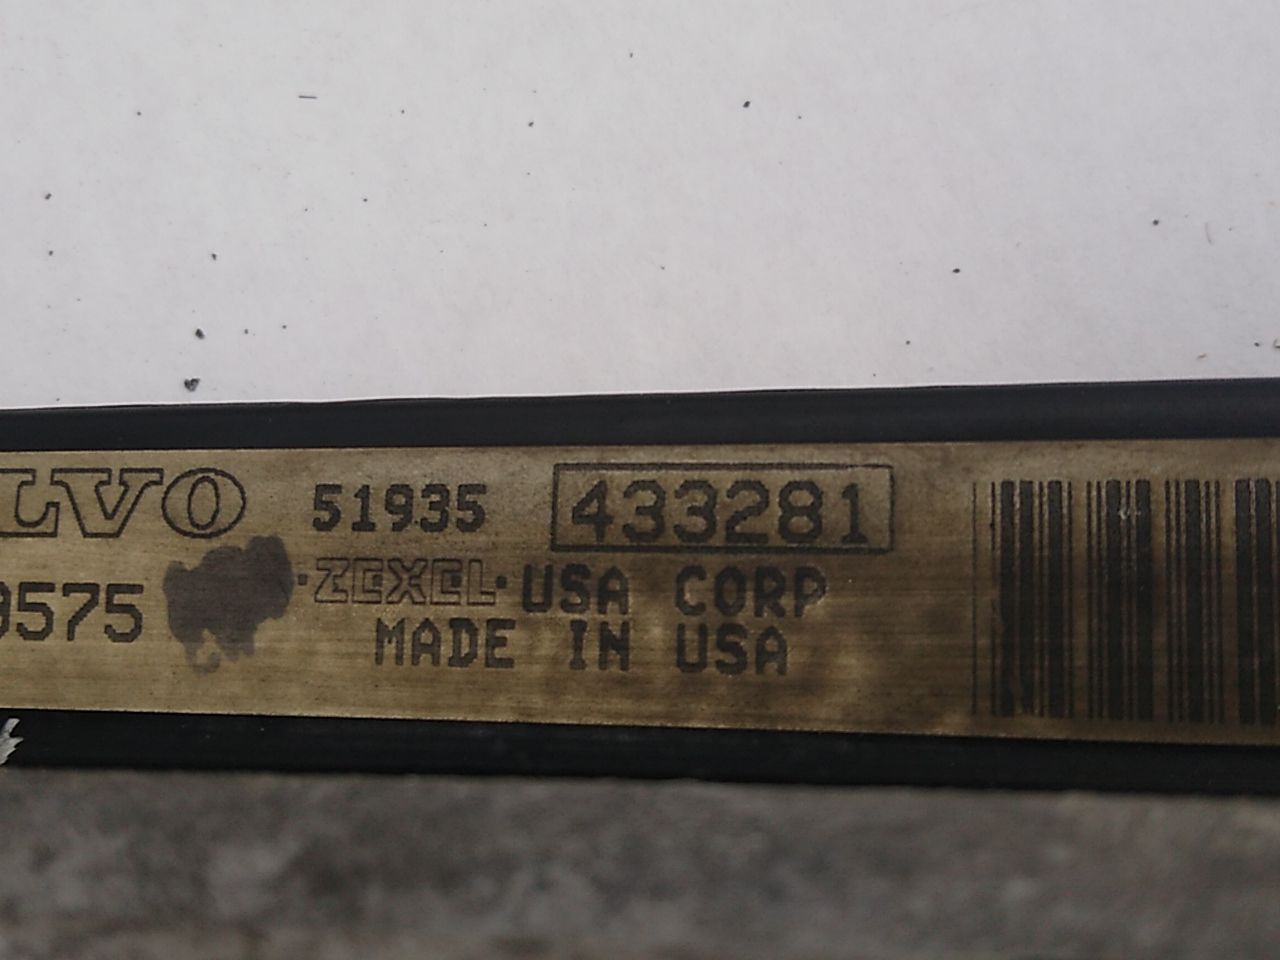 LVO 51935 433281
9575 ZEXEL USA CORP
MADE IN USA